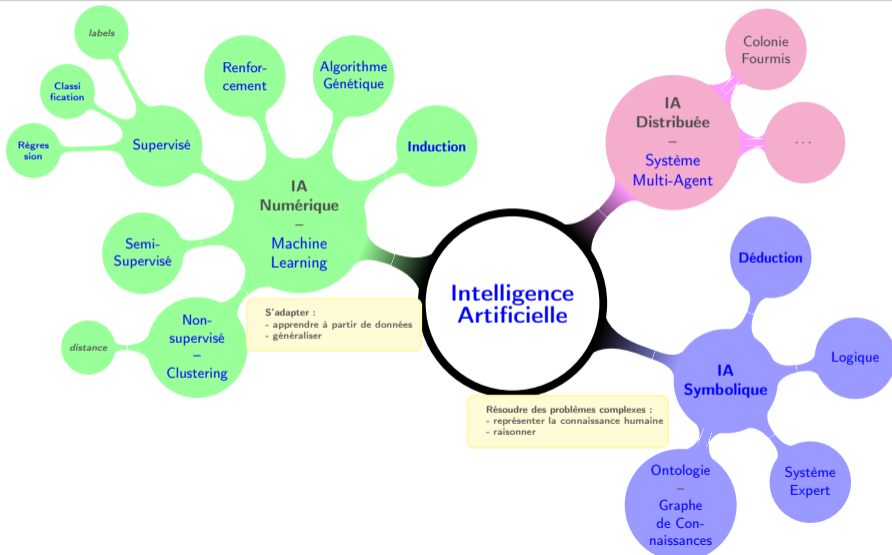 Intelligence
Artificielle
IA
Numérique
–
Machine
Learning
Supervisé
labels
Classi
fication
Régres
sion
Renfor-
cement
Algorithme
Génétique
Induction
Semi-
Supervisé
Non-
supervisé
–
Clustering
distance
S'adapter :
- apprendre à partir de données
- généraliser
IA
Distribuée
–
Système
Multi-Agent
Colonie
Fourmis
...
IA
Symbolique
Déduction
Logique
Système
Expert
Ontologie
–
Graphe
de Con-
naissances
Résoudre des problèmes complexes :
- représenter la connaissance humaine
- raisonner